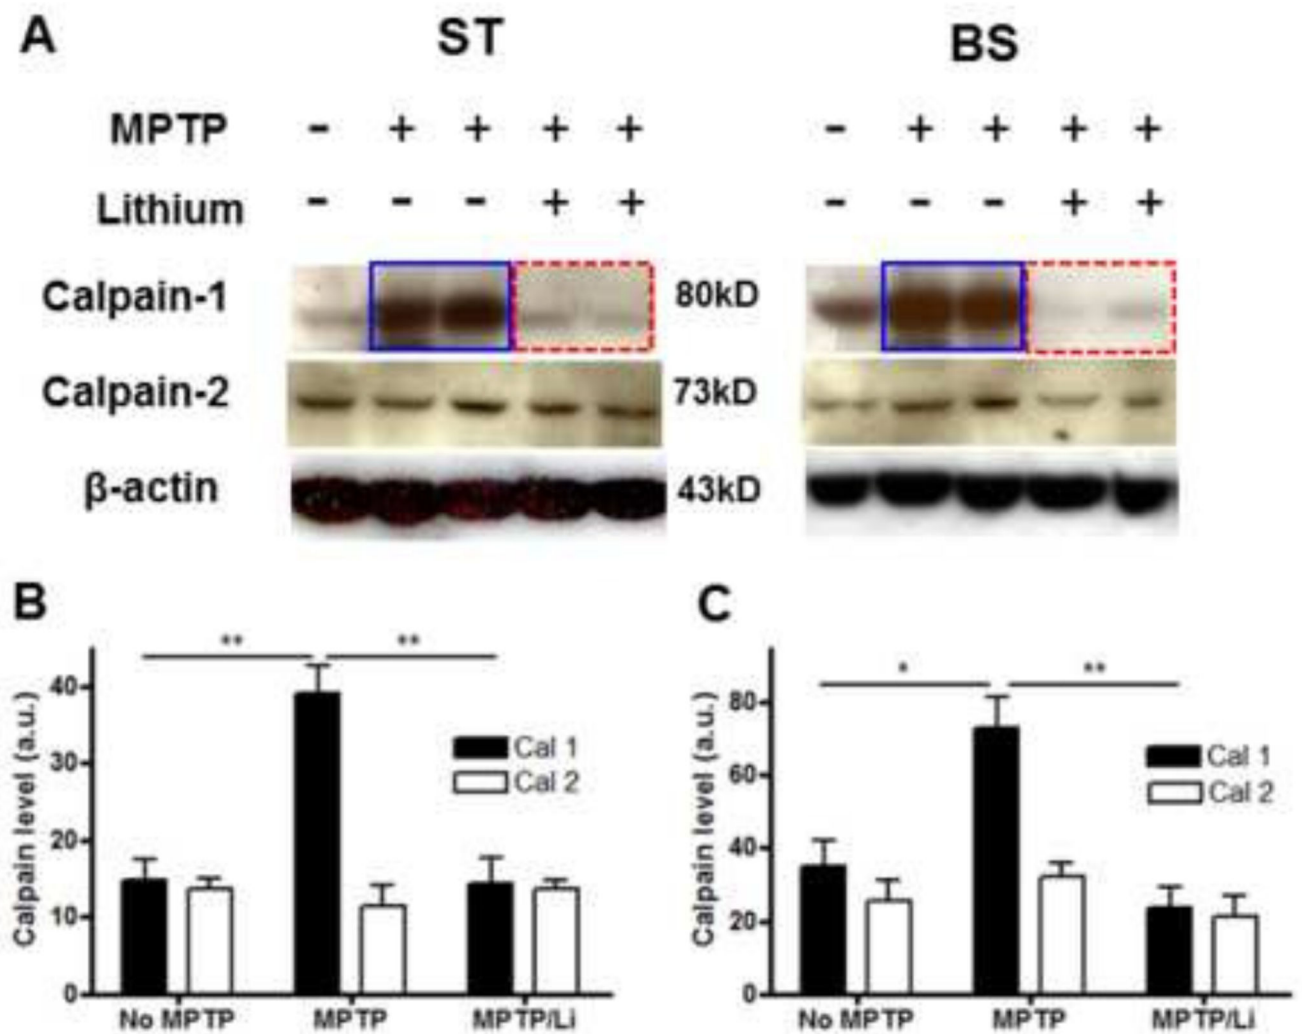 A
ST
BS
MPTP - + + + + - + + + +
Lithium - - - + + - - - + +
Calpain-1 80kD
Calpain-2 73kD
β-actin 43kD
B
** **
Calpain level (a.u.)
40
30
20
10
0
Cal 1
Cal 2
No MPTP MPTP MPTP/Li
C
* **
Calpain level (a.u.)
80
60
40
20
0
Cal 1
Cal 2
No MPTP MPTP MPTP/Li